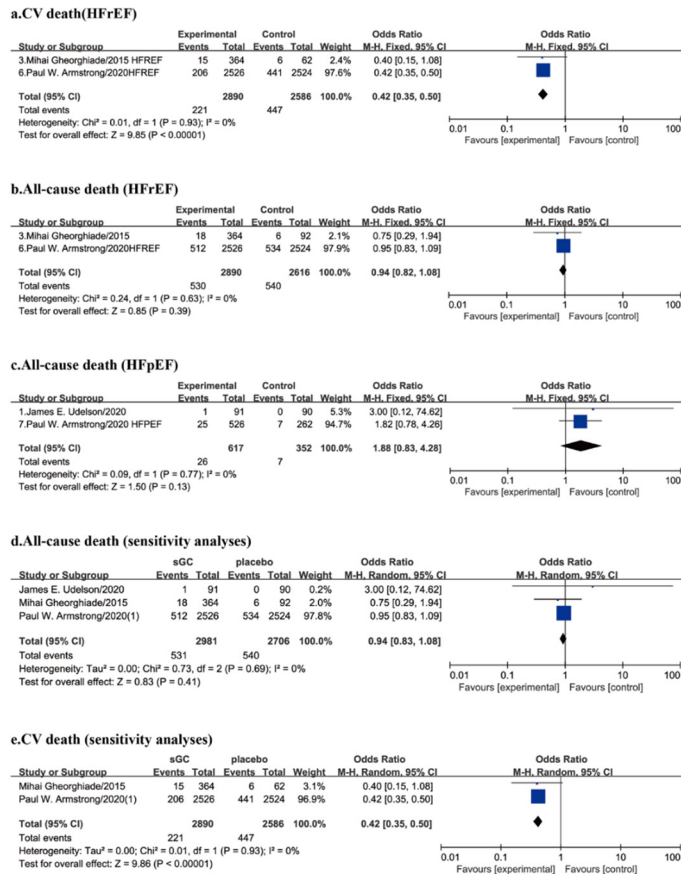 a.CV death(HFrEF)
Experimental Control Odds Ratio Odds Ratio
Study or Subgroup Events Total Events Total Weight M-H. Fixed. 95% CI M-H. Fixed. 95% CI
3.Mihai Gheorghiade/2015 HFREF 15 364 6 62 2.4% 0.40 [0.15, 1.08]
6.Paul W. Armstrong/2020HFREF 206 2526 441 2524 97.6% 0.42 [0.35, 0.50]
Total (95% CI) 2890 2586 100.0% 0.42 [0.35, 0.50]
Total events 221 447
Heterogeneity: Chi² = 0.01, df = 1 (P = 0.93); I² = 0%
Test for overall effect: Z = 9.85 (P < 0.00001)
0.01 0.1 1 10 100
Favours [experimental] Favours [control]
b.All-cause death (HFrEF)
Experimental Control Odds Ratio Odds Ratio
Study or Subgroup Events Total Events Total Weight M-H. Fixed. 95% CI M-H. Fixed. 95% CI
3.Mihai Gheorghiade/2015 18 364 6 92 2.1% 0.75 [0.29, 1.94]
6.Paul W. Armstrong/2020HFREF 512 2526 534 2524 97.9% 0.95 [0.83, 1.09]
Total (95% CI) 2890 2616 100.0% 0.94 [0.82, 1.08]
Total events 530 540
Heterogeneity: Chi² = 0.24, df = 1 (P = 0.63); I² = 0%
Test for overall effect: Z = 0.85 (P = 0.39)
0.01 0.1 1 10 100
Favours [experimental] Favours [control]
c.All-cause death (HFpEF)
Experimental Control Odds Ratio Odds Ratio
Study or Subgroup Events Total Events Total Weight M-H. Fixed. 95% CI M-H. Fixed. 95% CI
1.James E. Udelson/2020 1 91 0 90 5.3% 3.00 [0.12, 74.62]
7.Paul W. Armstrong/2020 HFPEF 25 526 7 262 94.7% 1.82 [0.78, 4.26]
Total (95% CI) 617 352 100.0% 1.88 [0.83, 4.28]
Total events 26 7
Heterogeneity: Chi² = 0.09, df = 1 (P = 0.77); I² = 0%
Test for overall effect: Z = 1.50 (P = 0.13)
0.01 0.1 1 10 100
Favours [experimental] Favours [control]
d.All-cause death (sensitivity analyses)
sGC placebo Odds Ratio Odds Ratio
Study or Subgroup Events Total Events Total Weight M-H. Random. 95% CI M-H. Random. 95% CI
James E. Udelson/2020 1 91 0 90 0.2% 3.00 [0.12, 74.62]
Mihai Gheorghiade/2015 18 364 6 92 2.0% 0.75 [0.29, 1.94]
Paul W. Armstrong/2020(1) 512 2526 534 2524 97.8% 0.95 [0.83, 1.09]
Total (95% CI) 2981 2706 100.0% 0.94 [0.83, 1.08]
Total events 531 540
Heterogeneity: Tau² = 0.00; Chi² = 0.73, df = 2 (P = 0.69); I² = 0%
Test for overall effect: Z = 0.83 (P = 0.41)
0.01 0.1 1 10 100
Favours [experimental] Favours [control]
e.CV death (sensitivity analyses)
sGC placebo Odds Ratio Odds Ratio
Study or Subgroup Events Total Events Total Weight M-H. Random. 95% CI M-H. Random. 95% CI
Mihai Gheorghiade/2015 15 364 6 62 3.1% 0.40 [0.15, 1.08]
Paul W. Armstrong/2020(1) 206 2526 441 2524 96.9% 0.42 [0.35, 0.50]
Total (95% CI) 2890 2586 100.0% 0.42 [0.35, 0.50]
Total events 221 447
Heterogeneity: Tau² = 0.00; Chi² = 0.01, df = 1 (P = 0.93); I² = 0%
Test for overall effect: Z = 9.86 (P < 0.00001)
0.01 0.1 1 10 100
Favours [experimental] Favours [control]